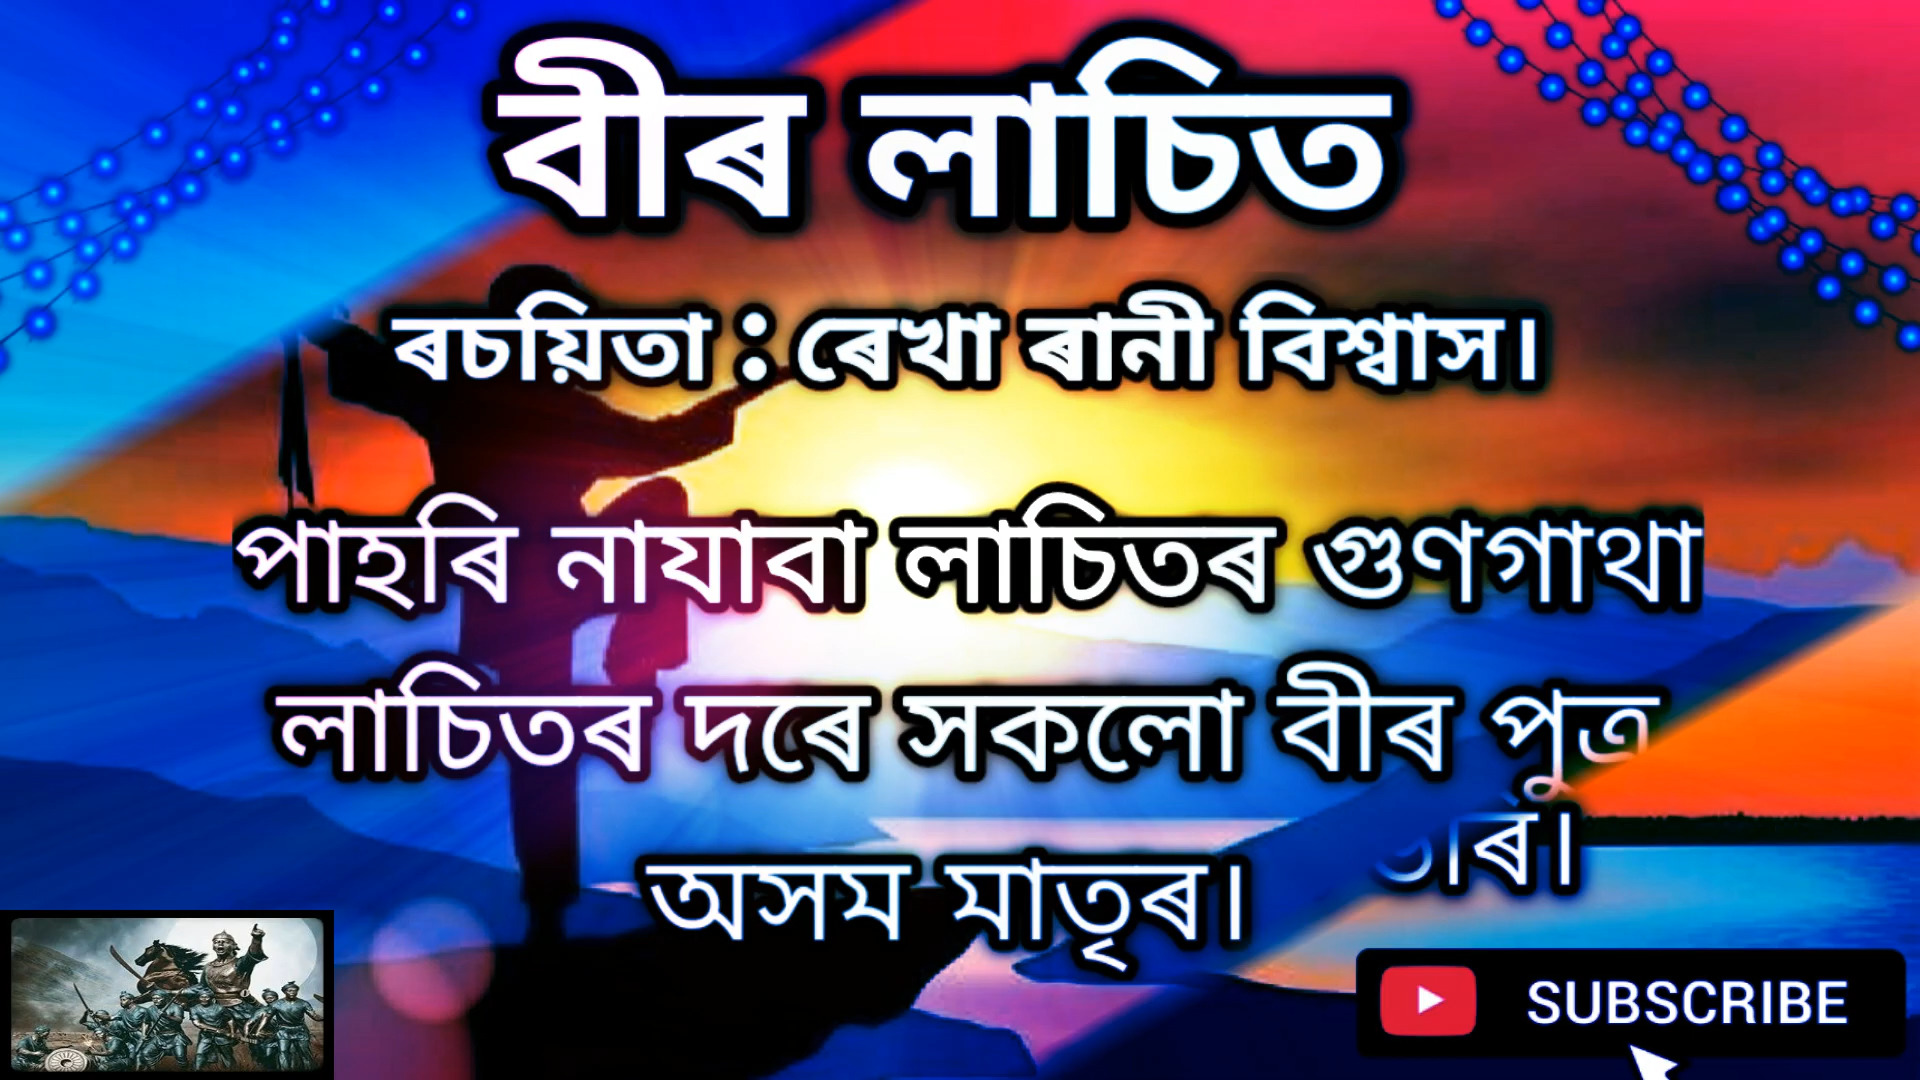 বীৰ লাচিত
ৰচয়িতা : ৰেখা ৰানী বিশ্বাস।
পাহৰি নাযাবা লাচিতৰ গুণগাথা
লাচিতৰ দৰে সকলো বীৰ পুত্ৰ
অসম মাতৃৰ।
SUBSCRIBE